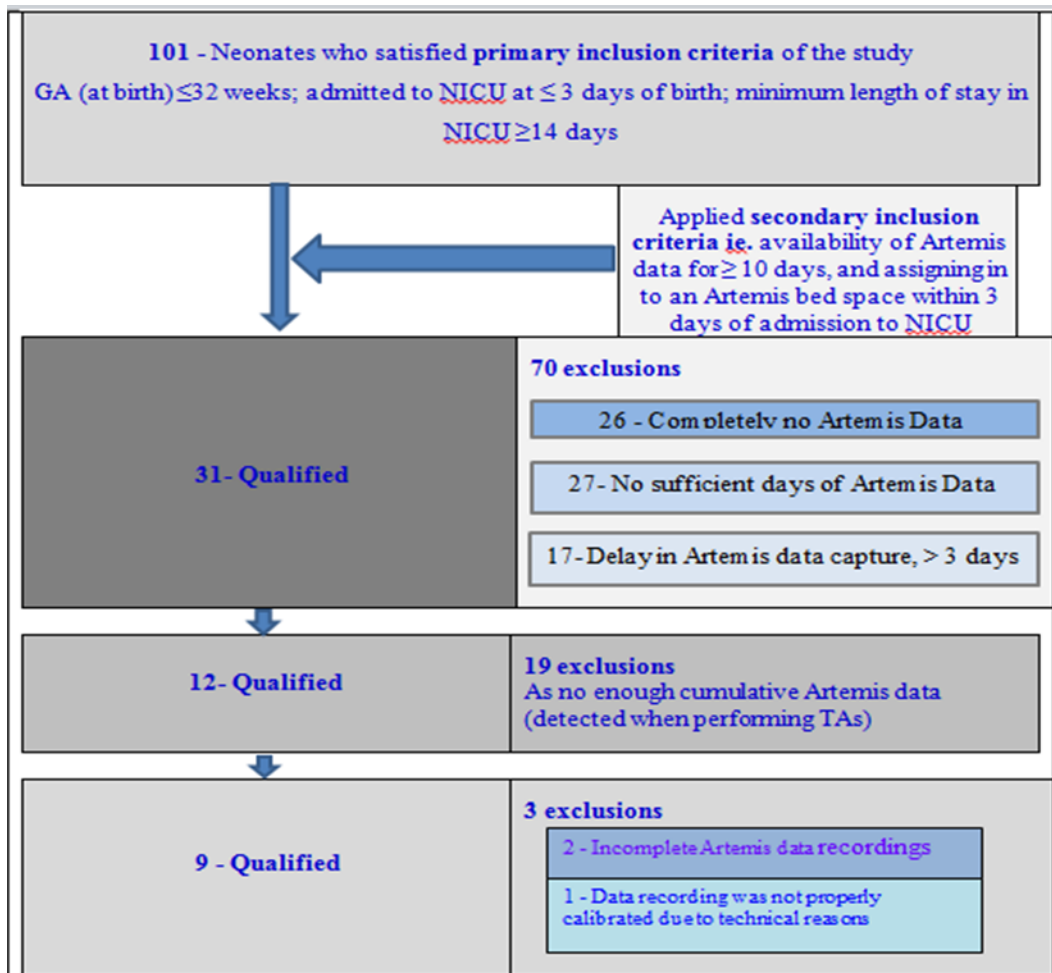 101 - Neonates who satisfied primary inclusion criteria of the study
GA (at birth)≤32 weeks; admitted to NICU at ≤ 3 days of birth; minimum length of stay in
NICU ≥14 days
Applied secondary inclusion
criteria ie. availability of Artemis
data for ≥ 10 days, and assigning in
to an Artemis bed space within 3
days of admission to NICU
31- Qualified
70 exclusions
26 - Completely no Artemis Data
27- No sufficient days of Artemis Data
17- Delay in Artemis data capture, > 3 days
12- Qualified
19 exclusions
As no enough cumulative Artemis data
(detected when performing TAs)
9 - Qualified
3 exclusions
2 - Incomplete Artemis data recordings
1 - Data recording was not properly
calibrated due to technical reasons